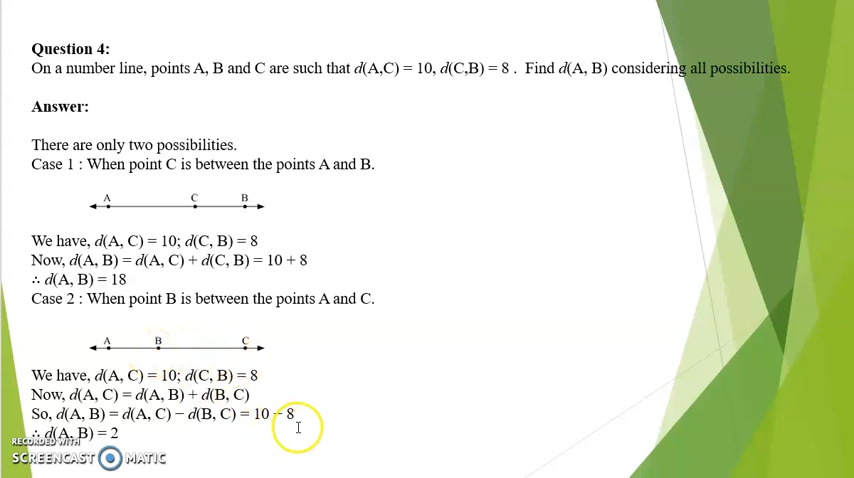 Question 4:
On a number line, points A, B and C are such that d(A,C) = 10, d(C,B) = 8 .  Find d(A, B) considering all possibilities.
Answer:
There are only two possibilities.
Case 1 : When point C is between the points A and B.
A C B
We have, d(A, C) = 10; d(C, B) = 8
Now, d(A, B) = d(A, C) + d(C, B) = 10 + 8
∴ d(A, B) = 18
Case 2 : When point B is between the points A and C.
A B C
We have, d(A, C) = 10; d(C, B) = 8
Now, d(A, C) = d(A, B) + d(B, C)
So, d(A, B) = d(A, C) − d(B, C) = 10 − 8
∴ d(A, B) = 2
RECORDED WITH
SCREENCAST MATIC